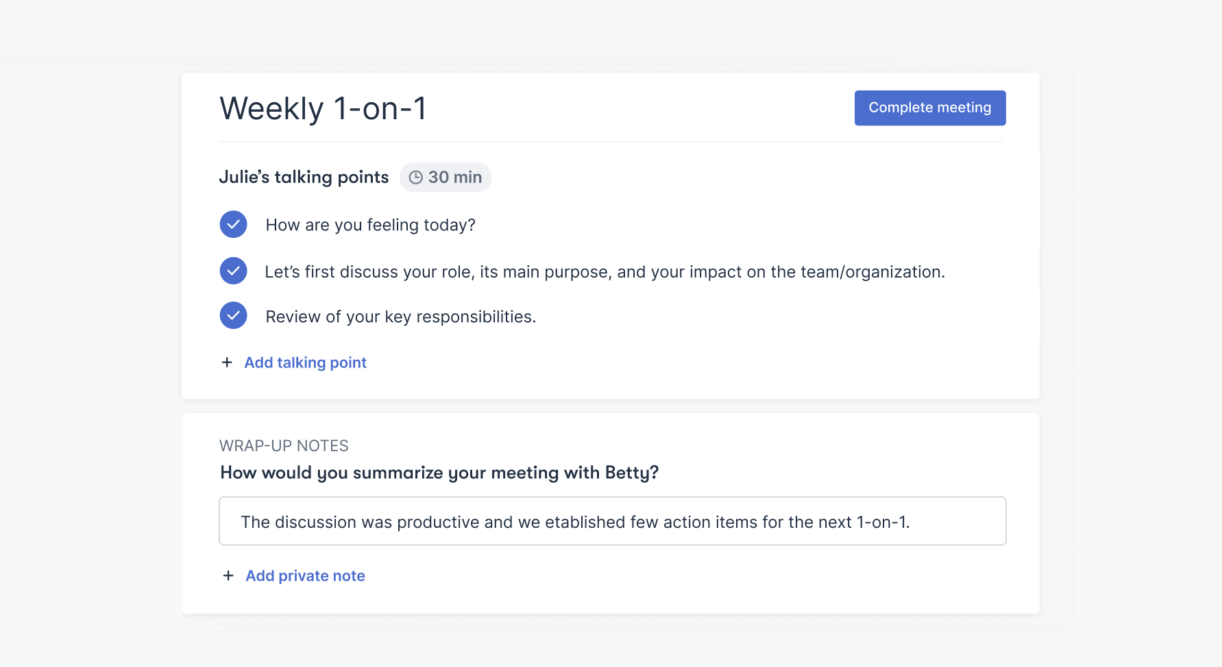 Weekly 1-on-1
Complete meeting
Julie's talking points 30 min
How are you feeling today?
Let's first discuss your role, its main purpose, and your impact on the team/organization.
Review of your key responsibilities.
+ Add talking point
WRAP-UP NOTES
How would you summarize your meeting with Betty?
The discussion was productive and we etablished few action items for the next 1-on-1.
+ Add private note